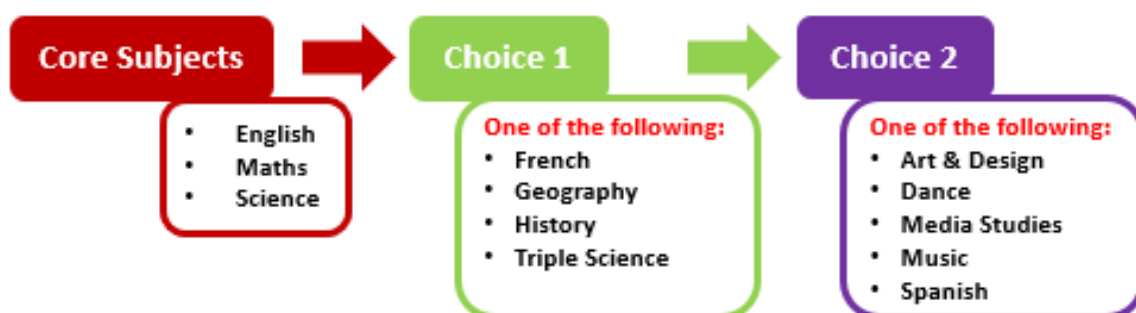 Core Subjects
• English
• Maths
• Science
Choice 1
One of the following:
• French
• Geography
• History
• Triple Science
Choice 2
One of the following:
• Art & Design
• Dance
• Media Studies
• Music
• Spanish